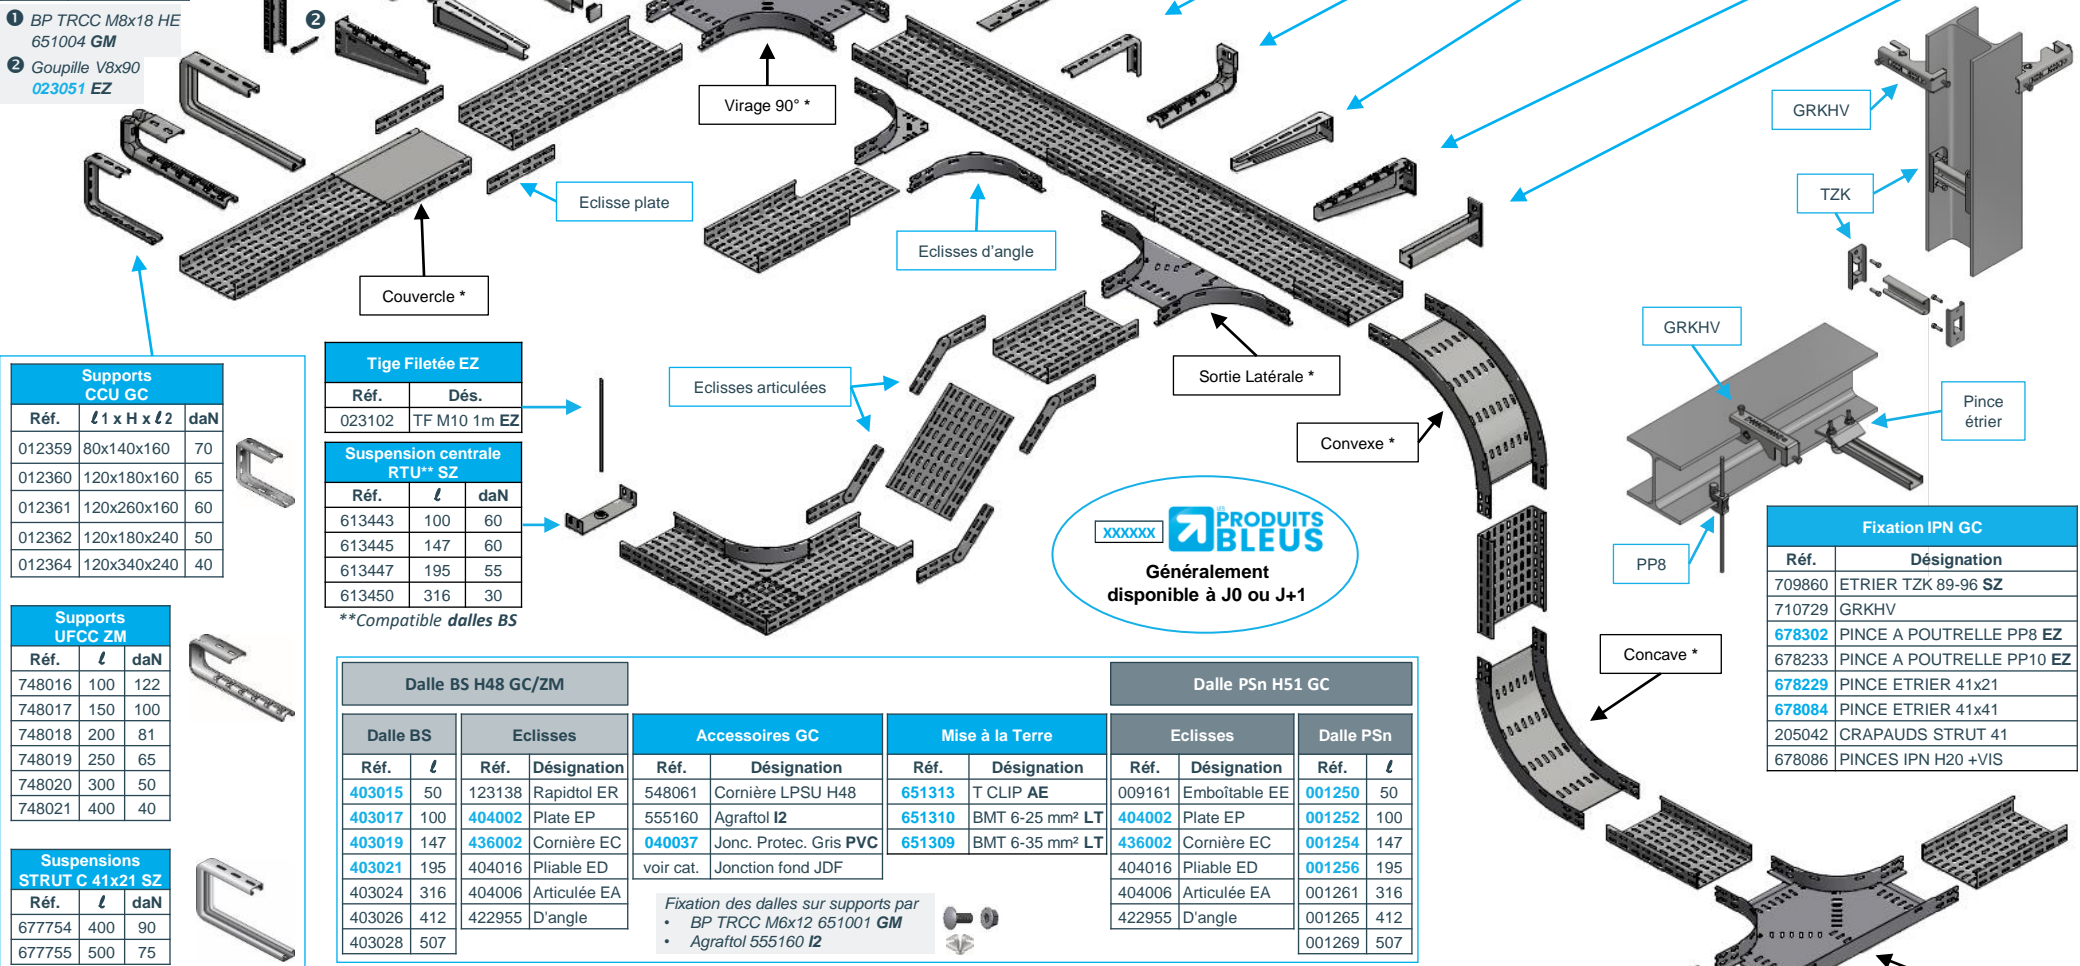 ❶ BP TRCC M8x18 HE
651004 GM
❷ Goupille V8x90
023051 EZ
❷
Virage 90° *
GRKHV
TZK
Eclisse plate
Eclisses d'angle
Couvercle *
GRKHV
Sortie Latérale *
Eclisses articulées
Convexe *
Pince
étrier
PP8
Concave *
Supports
CCU GC
Réf. ℓ1 x H x ℓ2 daN
012359 80x140x160 70
012360 120x180x160 65
012361 120x260x160 60
012362 120x180x240 50
012364 120x340x240 40
Supports
UFCC ZM
Réf. ℓ daN
748016 100 122
748017 150 100
748018 200 81
748019 250 65
748020 300 50
748021 400 40
Suspensions
STRUT C 41x21 SZ
Réf. ℓ daN
677754 400 90
677755 500 75
Tige Filetée EZ
Réf. Dés.
023102 TF M10 1m EZ
Suspension centrale
RTU** SZ
Réf. ℓ daN
613443 100 60
613445 147 60
613447 195 55
613450 316 30
**Compatible dalles BS
XXXXXX LES PRODUITS
BLEUS
Généralement
disponible à J0 ou J+1
Fixation IPN GC
Réf. Désignation
709860 ETRIER TZK 89-96 SZ
710729 GRKHV
678302 PINCE A POUTRELLE PP8 EZ
678233 PINCE A POUTRELLE PP10 EZ
678229 PINCE ETRIER 41x21
678084 PINCE ETRIER 41x41
205042 CRAPAUDS STRUT 41
678086 PINCES IPN H20 +VIS
Dalle BS H48 GC/ZM
Dalle BS
Réf. ℓ
403015 50
403017 100
403019 147
403021 195
403024 316
403026 412
403028 507
Eclisses
Réf. Désignation
123138 Rapidtol ER
404002 Plate EP
436002 Cornière EC
404016 Pliable ED
404006 Articulée EA
422955 D'angle
Accessoires GC
Réf. Désignation
548061 Cornière LPSU H48
555160 Agraftol I2
040037 Jonc. Protec. Gris PVC
voir cat. Jonction fond JDF
Fixation des dalles sur supports par
• BP TRCC M6x12 651001 GM
• Agraftol 555160 I2
Mise à la Terre
Réf. Désignation
651313 T CLIP AE
651310 BMT 6-25 mm² LT
651309 BMT 6-35 mm² LT
Dalle PSn H51 GC
Eclisses
Réf. Désignation
009161 Emboîtable EE
404002 Plate EP
436002 Cornière EC
404016 Pliable ED
404006 Articulée EA
422955 D'angle
Dalle PSn
Réf. ℓ
001250 50
001252 100
001254 147
001256 195
001261 316
001265 412
001269 507